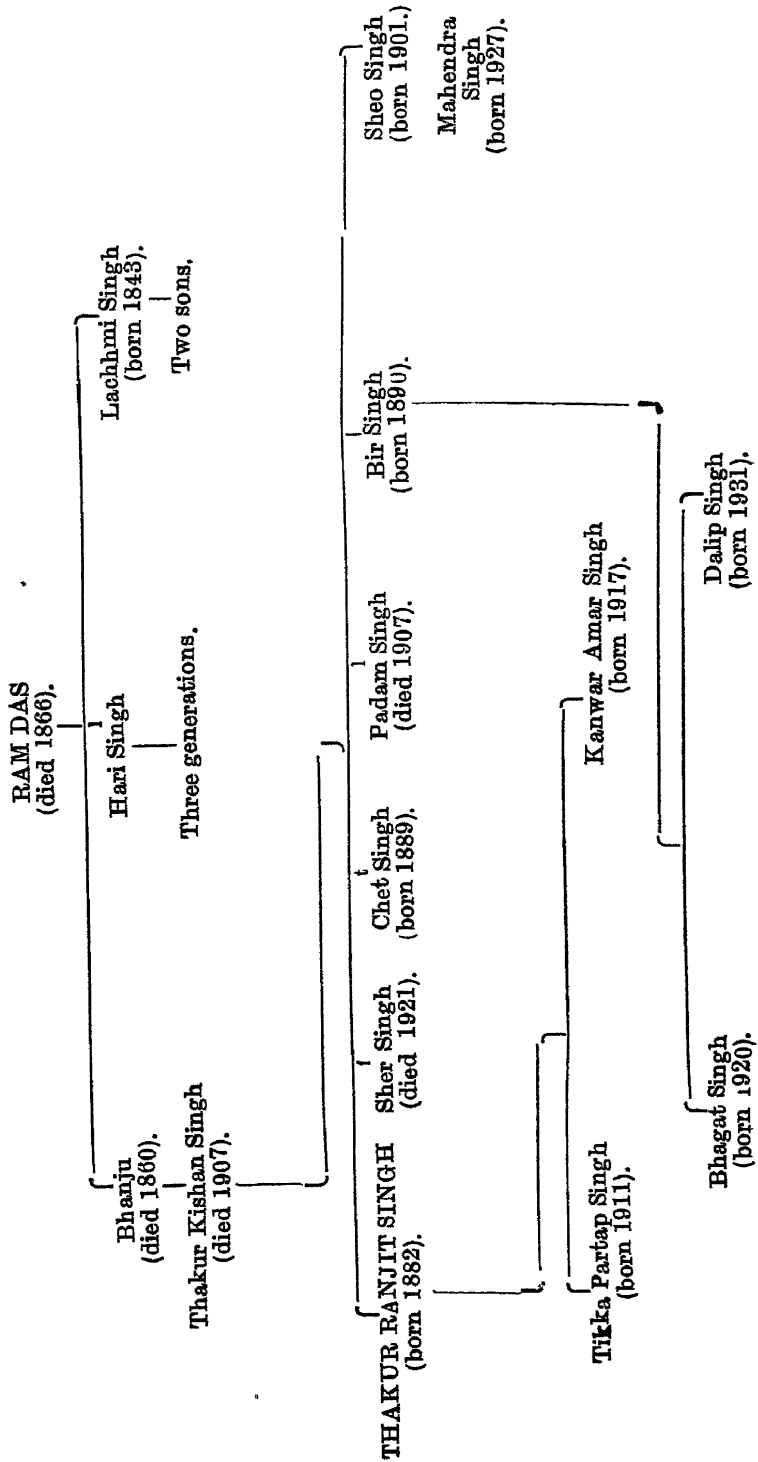 RAM DAS
(died 1866).
Bhanju
(died 1860).
Hari Singh
Lachhmi Singh
(born 1843).
Thakur Kishan Singh
(died 1907).
Three generations.
Two sons.
THAKUR RANJIT SINGH
(born 1882).
Sher Singh
(died 1921).
Chet Singh
(born 1889).
Padam Singh
(died 1907).
Bir Singh
(born 1890).
Sheo Singh
(born 1901.)
Mahendra
Singh
(born 1927).
Tikka Partap Singh
(born 1911).
Kanwar Amar Singh
(born 1917).
Bhagat Singh
(born 1920).
Dalip Singh
(born 1931).